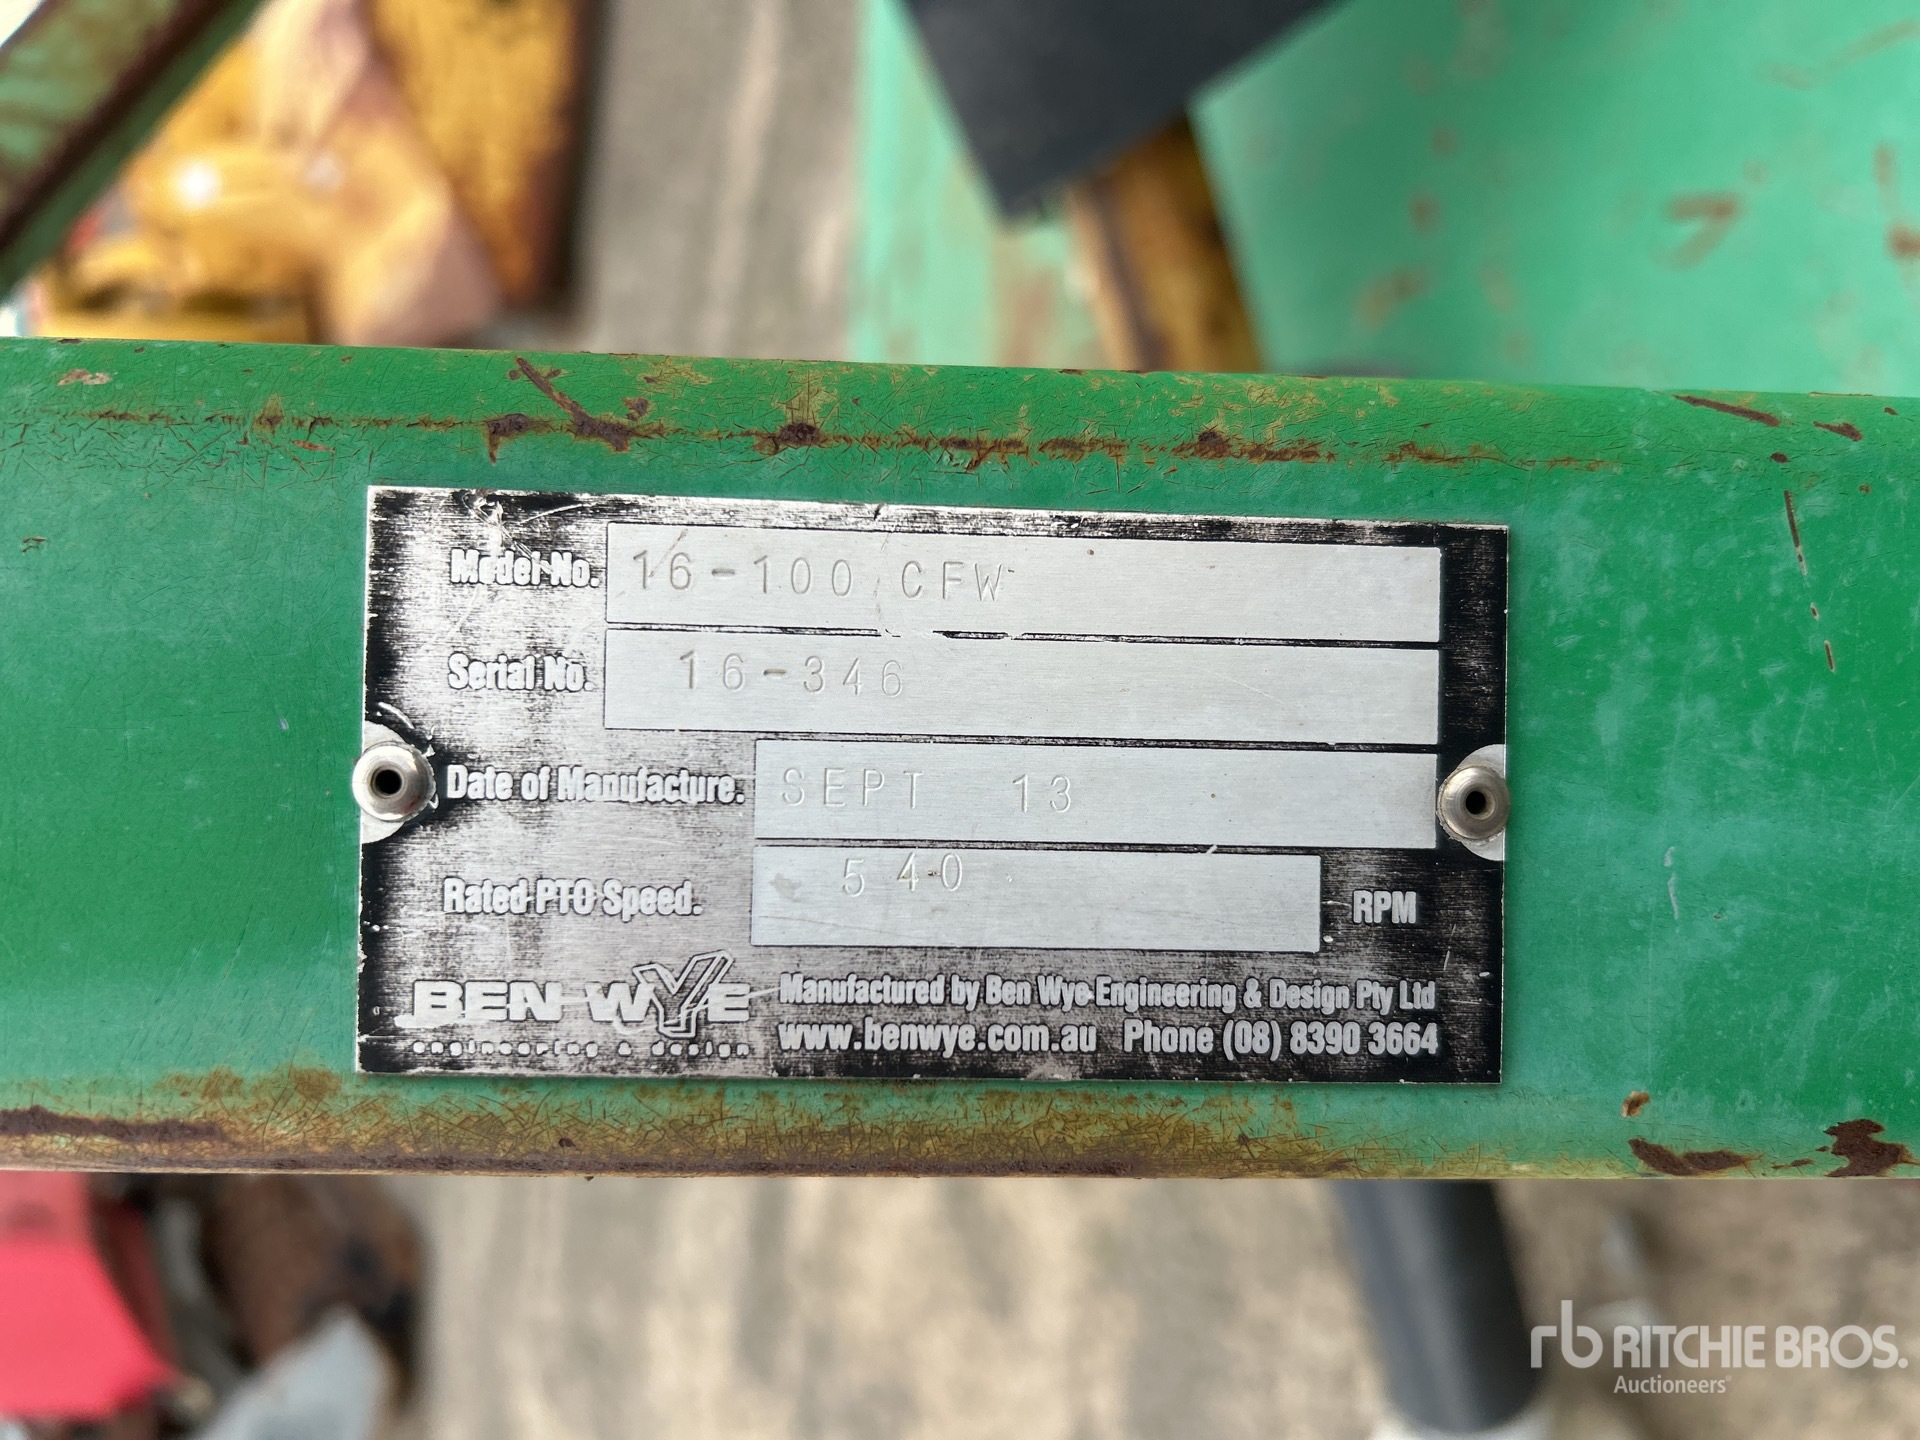 Model No. 16-100 CFW
Serial No. 16-346
Date of Manufacture. SEPT 13
Rated PTO Speed. 540 RPM
BEN WYE
engineering & design
Manufactured by Ben Wye Engineering & Design Pty Ltd
www.benwye.com.au Phone (08) 8390 3664
rb RITCHIE BROS.
Auctioneers